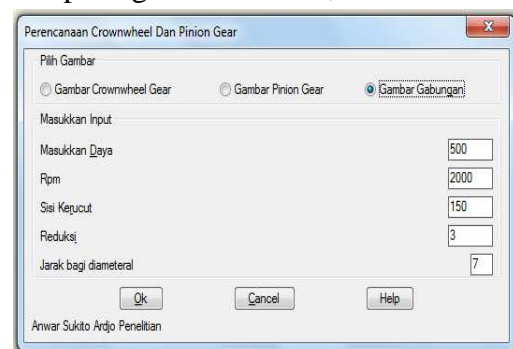 Perencanaan Crownwheel Dan Pinion Gear
Pilih Gambar
Gambar Crownwheel Gear Gambar Pinion Gear Gambar Gabungan
Masukkan Input
Masukkan Daya 500
Rpm 2000
Sisi Kerucut 150
Reduksi 3
Jarak bagi diameteral 7
Ok Cancel Help
Anwar Sukito Ardjo Penelitian